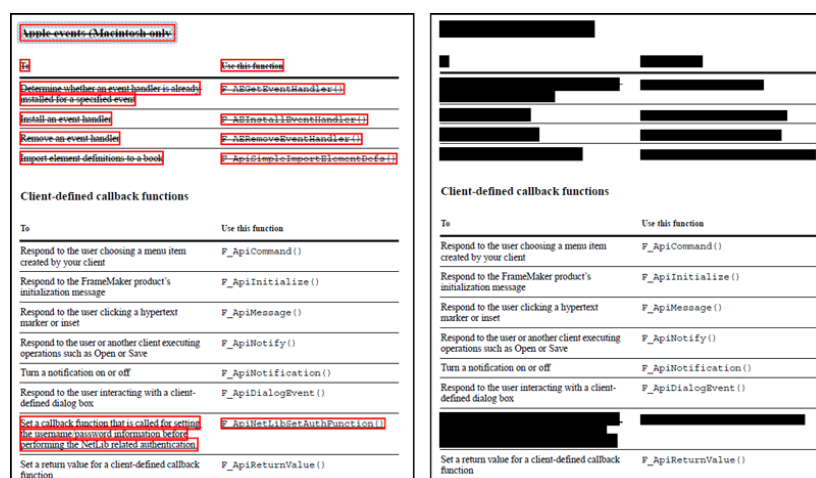 Apple events (Macintosh only
To Use this function
Determine whether an event handler is already F_AEGetEventHandler()
installed for a specified event
Install an event handler F_AEInstallEventHandler()
Remove an event handler F_AERemoveEventHandler()
Import element definitions to a book F_ApiSimpleImportElementDefs()
Client-defined callback functions
To Use this function
Respond to the user choosing a menu item F_ApiCommand()
created by your client
Respond to the FrameMaker product's F_ApiInitialize()
initialization message
Respond to the user clicking a hypertext F_ApiMessage()
marker or inset
Respond to the user or another client executing F_ApiNotify()
operations such as Open or Save
Turn a notification on or off F_ApiNotification()
Respond to the user interacting with a client- F_ApiDialogEvent()
defined dialog box
Set a callback function that is called for setting F_ApiNetLibSetAuthFunction()
the username/password information before
performing the NetLib related authentication.
Set a return value for a client-defined callback F_ApiReturnValue()
function
Client-defined callback functions
To Use this function
Respond to the user choosing a menu item F_ApiCommand()
created by your client
Respond to the FrameMaker product's F_ApiInitialize()
initialization message
Respond to the user clicking a hypertext F_ApiMessage()
marker or inset
Respond to the user or another client executing F_ApiNotify()
operations such as Open or Save
Turn a notification on or off F_ApiNotification()
Respond to the user interacting with a client- F_ApiDialogEvent()
defined dialog box
Set a return value for a client-defined callback F_ApiReturnValue()
function